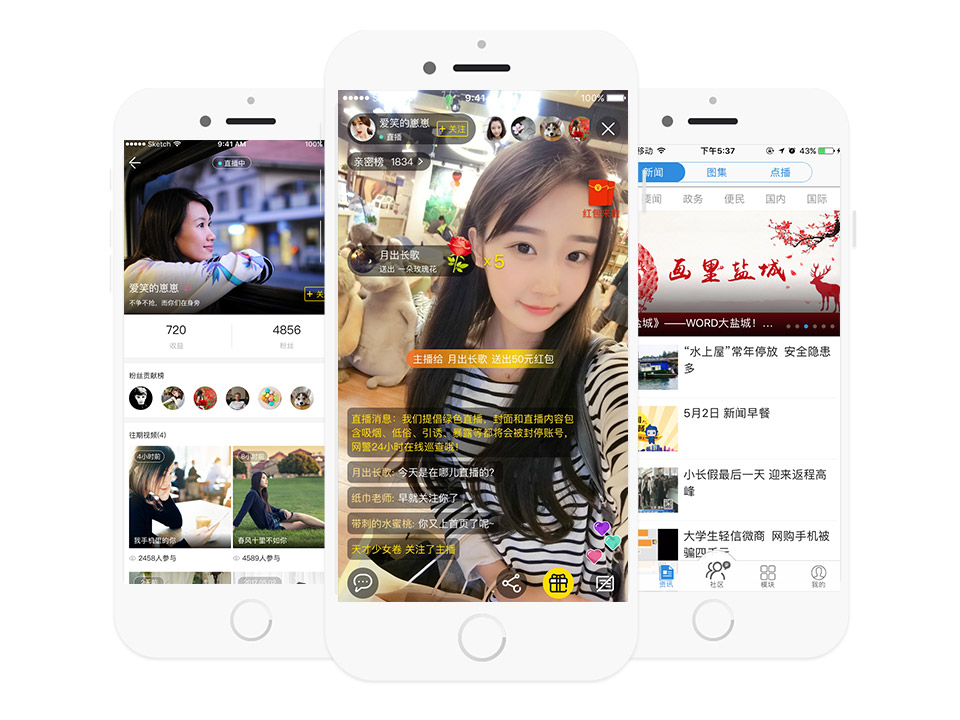 Sketch
9:41 AM
100%
直播中
爱笑的崽崽
不争不抢，而你们在身旁
+ 关
720
收益
4856
粉丝
粉丝贡献榜
往期视频(4)
4小时前
8小时前
我手机里的你
春风十里不如你
2458人参与
4589人参与
9:41
100%
爱笑的崽崽
直播
+ 关注
亲密榜 1834 >
红包来啦
月出长歌
送出 一朵玫瑰花
×5
主播给 月出长歌 送出50元红包
直播消息：我们提倡绿色直播，封面和直播内容包
含吸烟、低俗、引诱、暴露等都将会被封停账号，
网警24小时在线巡查哦！
月出长歌: 今天是在哪儿直播的?
纸巾老师: 早就关注你了
带刺的水蜜桃: 你又上首页了呢~
天才少女卷 关注了主播
移动
下午5:37
43%
新闻
图集
点播
要闻
政务
便民
国内
国际
画里盐城
盐城》——WORD大盐城！...
“水上屋”常年停放 安全隐患
多
5月2日 新闻早餐
小长假最后一天 迎来返程高
峰
大学生轻信微商 网购手机被
骗四千元
资讯
社区
模块
我的